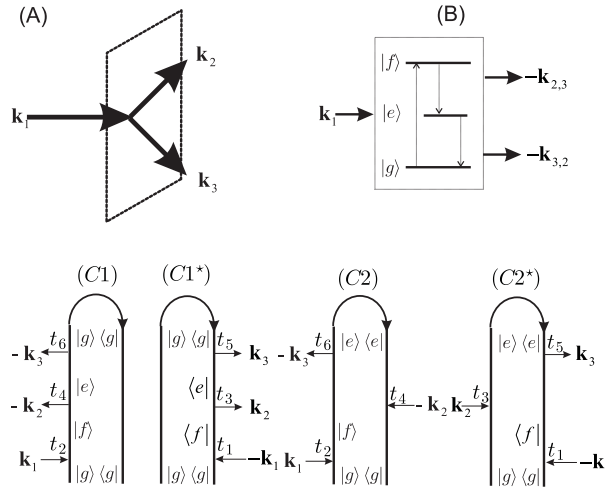 (A)
k₁
k₂
k₃
(B)
|f⟩
|e⟩
|g⟩
k₁
-k₂,₃
-k₃,₂
(C1)
t₆ |g⟩ ⟨g|
-k₃
t₄ |e⟩
-k₂
|f⟩
t₂
k₁
|g⟩ ⟨g|
(C1*)
|g⟩ ⟨g| t₅
k₃
⟨e|
t₃
k₂
⟨f|
t₁
-k₁
|g⟩ ⟨g|
(C2)
t₆ |e⟩ ⟨e|
-k₃
t₄
-k₂
|f⟩
t₂
k₁
|g⟩ ⟨g|
(C2*)
|e⟩ ⟨e| t₅
k₃
t₃
k₂
⟨f|
t₁
-k
|g⟩ ⟨g|